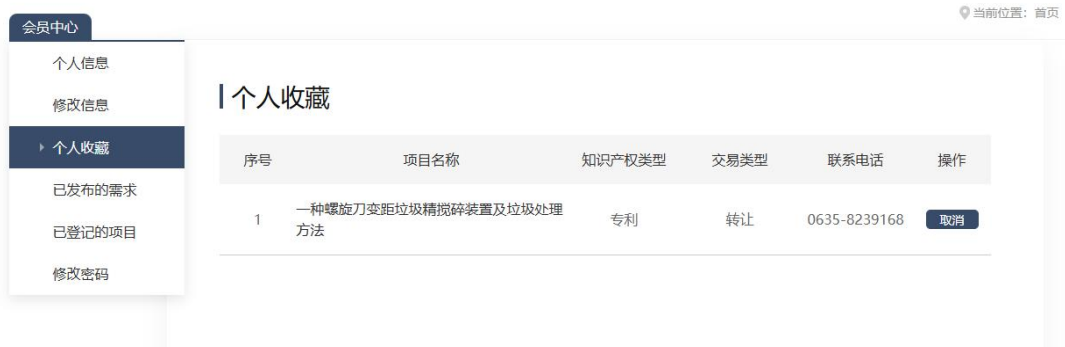 当前位置：首页
会员中心
个人信息
修改信息
个人收藏
已发布的需求
已登记的项目
修改密码
个人收藏
序号 项目名称 知识产权类型 交易类型 联系电话 操作
1 一种螺旋刀变距垃圾精搅碎装置及垃圾处理 专利 转让 0635-8239168 取消
方法